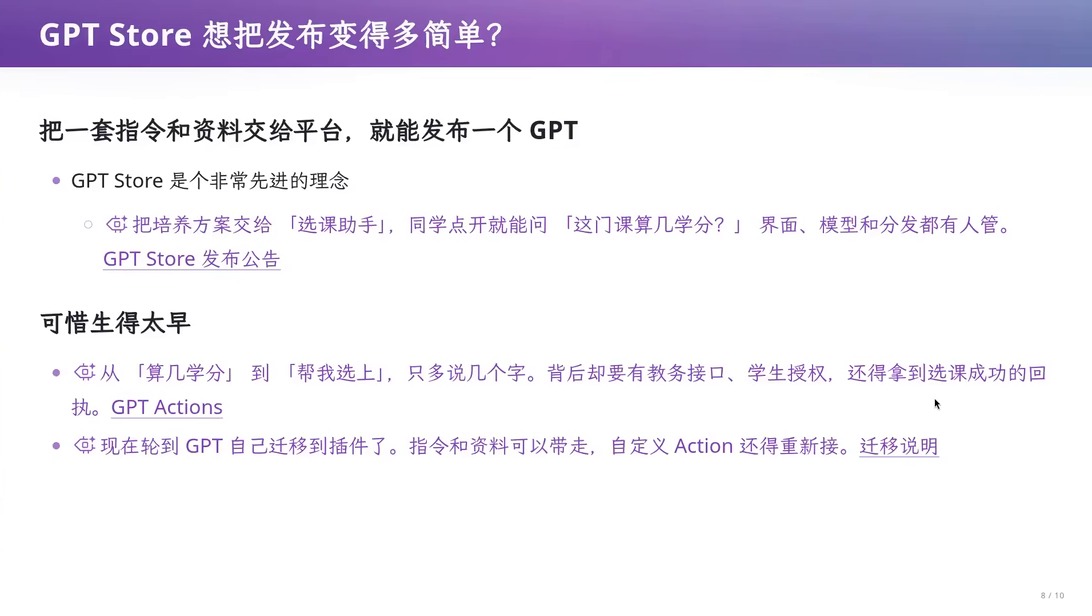 GPT Store 想把发布变得多简单？
把一套指令和资料交给平台，就能发布一个 GPT
GPT Store 是个非常先进的理念
把培养方案交给 「选课助手」，同学点开就能问 「这门课算几学分？」 界面、模型和分发都有人管。
GPT Store 发布公告
可惜生得太早
从 「算几学分」 到 「帮我选上」，只多说几个字。背后却要有教务接口、学生授权，还得拿到选课成功的回
执。GPT Actions
现在轮到 GPT 自己迁移到插件了。指令和资料可以带走，自定义 Action 还得重新接。迁移说明
8 / 10